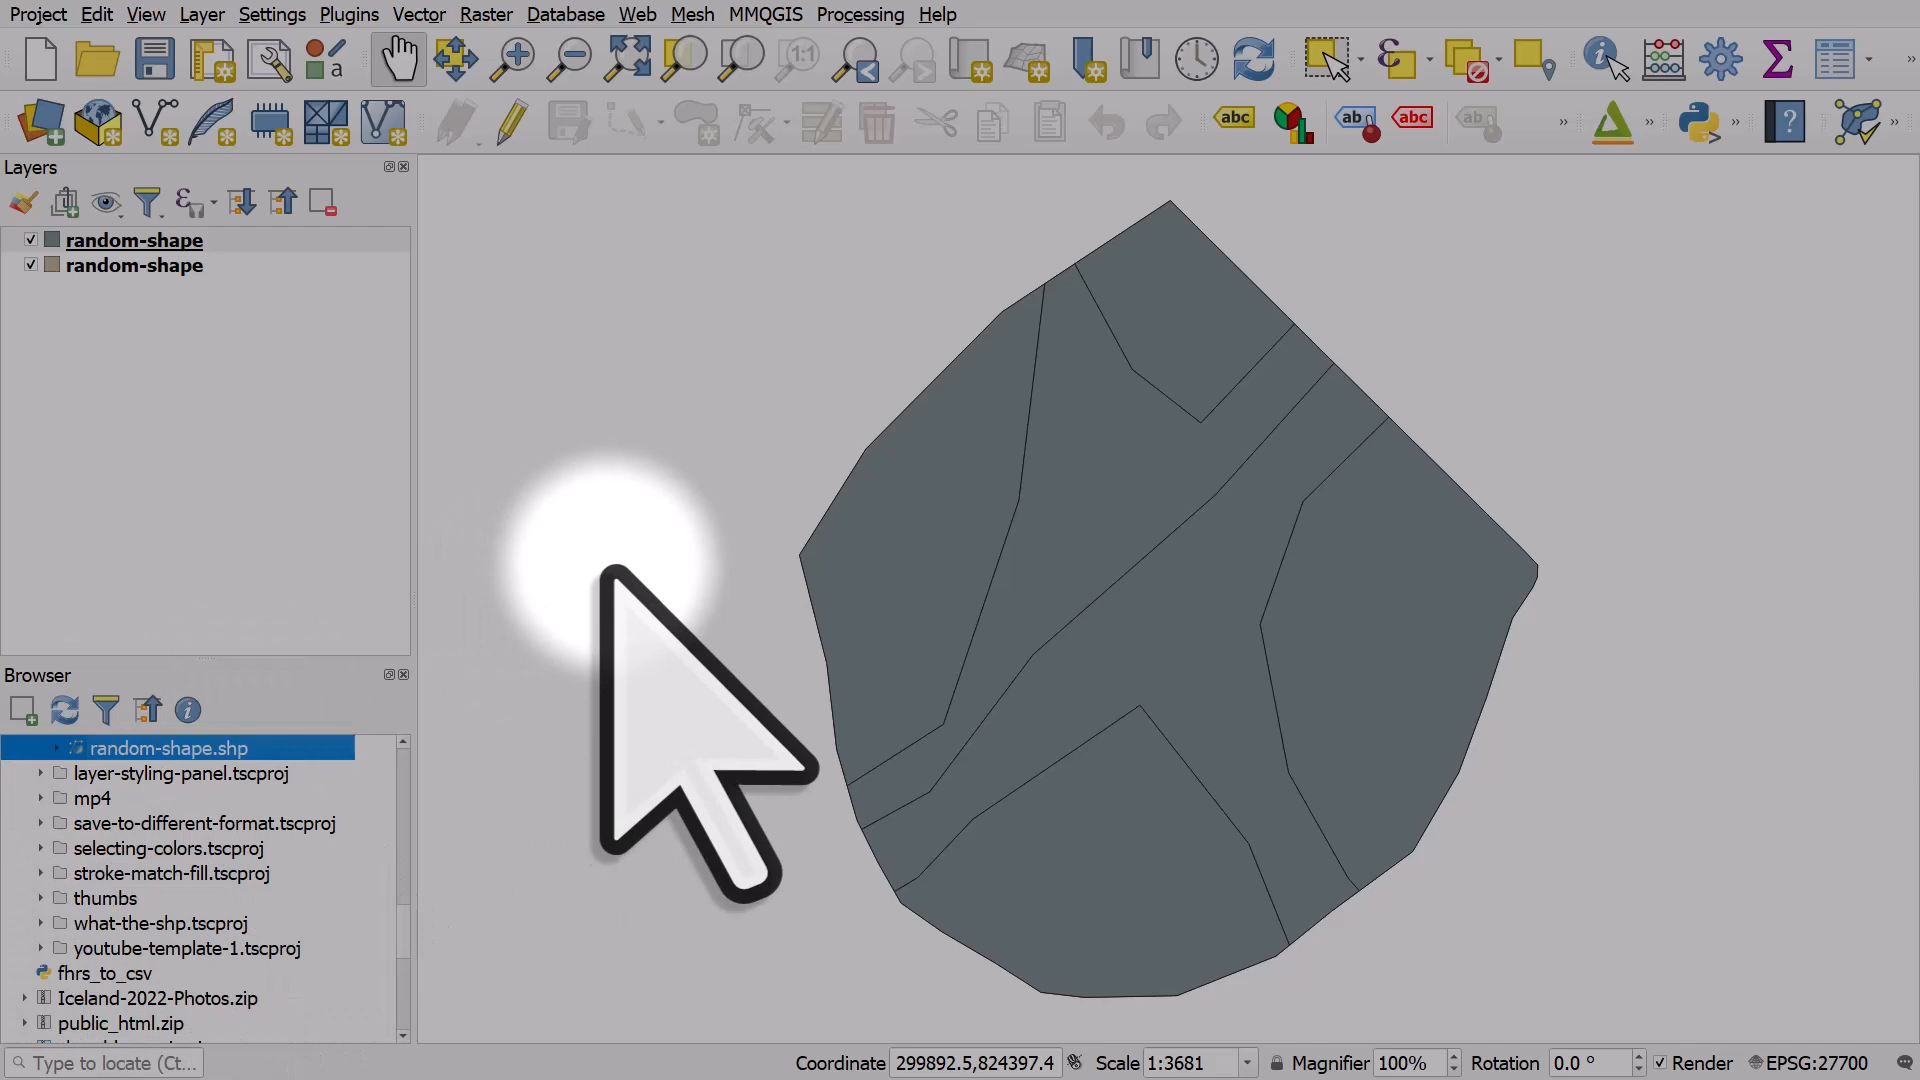 Project Edit View Layer Settings Plugins Vector Raster Database Web Mesh MMQGIS Processing Help
a 1:1 ε Σ »
abc ab abc ab » » » ? »
Layers
ε
random-shape
random-shape
Browser
random-shape.shp
layer-styling-panel.tscproj
mp4
save-to-different-format.tscproj
selecting-colors.tscproj
stroke-match-fill.tscproj
thumbs
what-the-shp.tscproj
youtube-template-1.tscproj
fhrs_to_csv
Iceland-2022-Photos.zip
public_html.zip
Type to locate (Ct... Coordinate 299892.5,824397.4 Scale 1:3681 Magnifier 100% Rotation 0.0 ° Render EPSG:27700